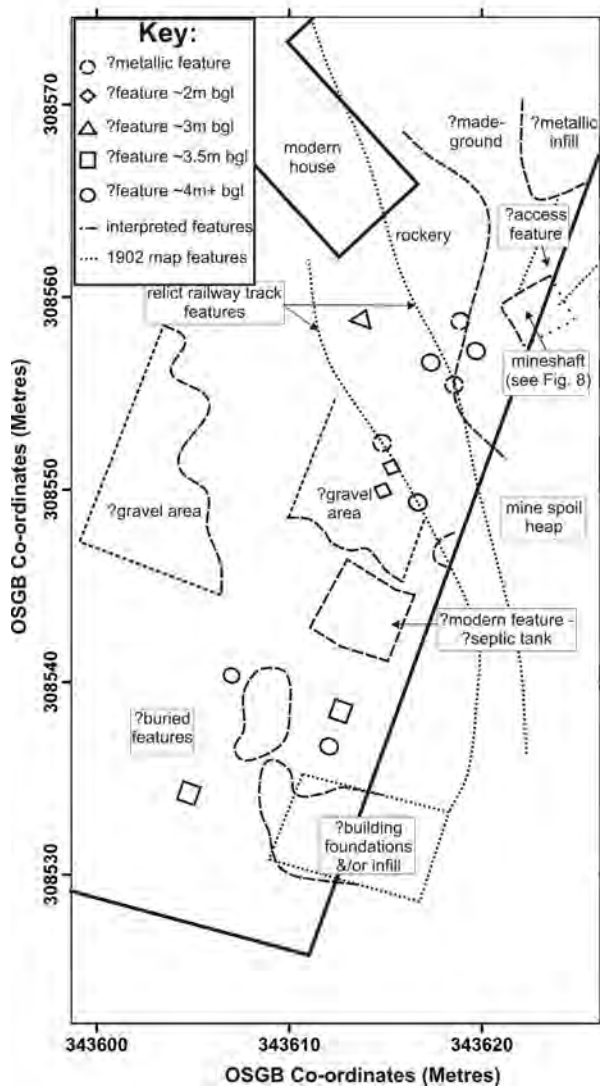 Key:
?metallic feature
?feature ~2m bgl
?feature ~3m bgl
?feature ~3.5m bgl
?feature ~4m+ bgl
interpreted features
1902 map features
modern
house
?made-
ground
?metallic
infill
rockery
?access
feature
relict railway track
features
mineshaft
(see Fig. 8)
?gravel area
?gravel
area
mine spoil
heap
?modern feature -
?septic tank
?buried
features
?building
foundations
&/or infill
308570
308560
308550
308540
308530
OSGB Co-ordinates (Metres)
343600
343610
343620
OSGB Co-ordinates (Metres)